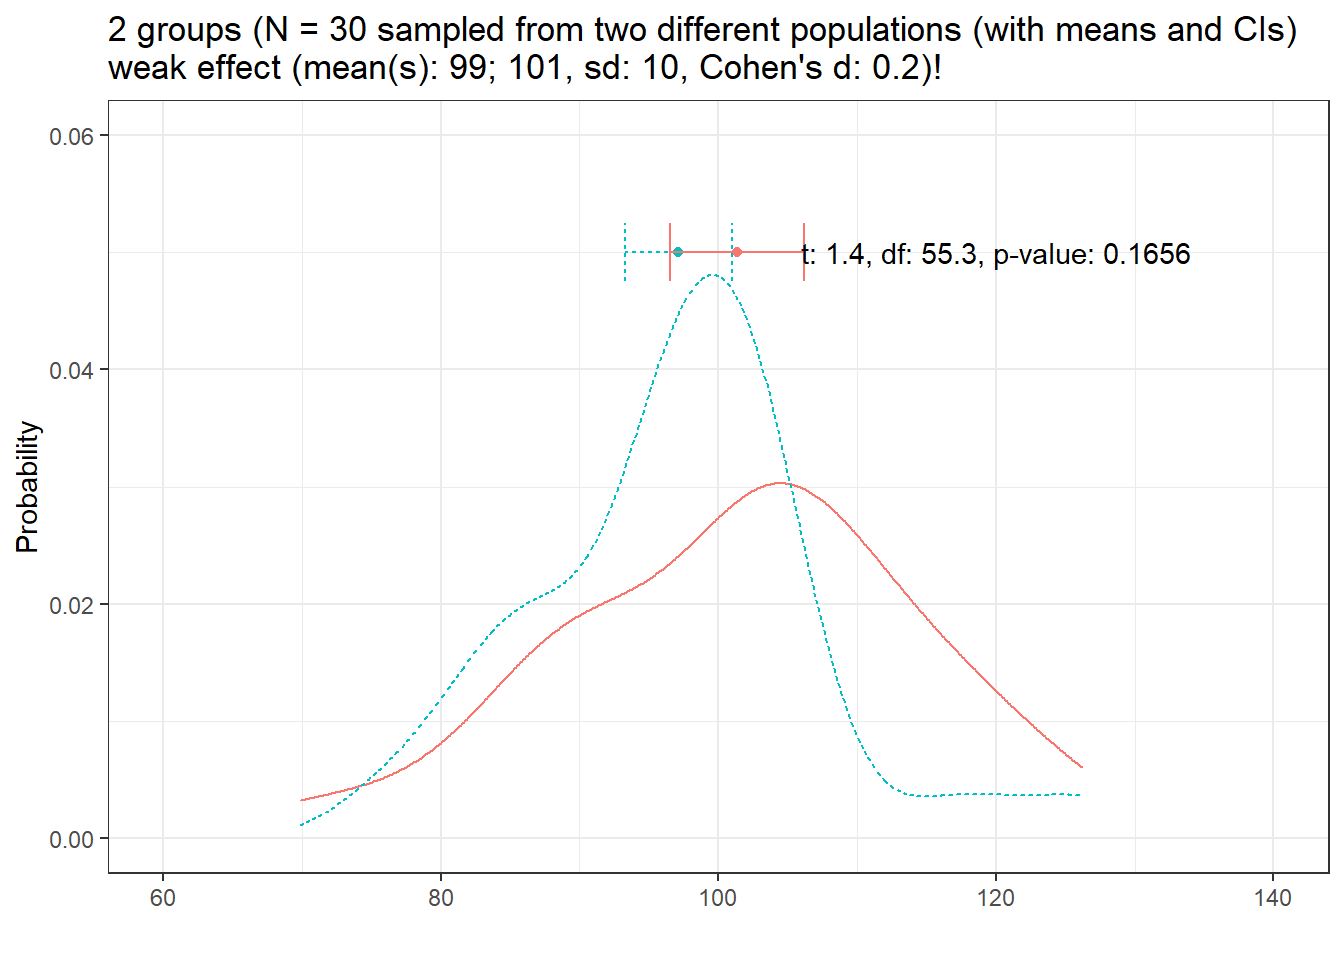 2 groups (N = 30 sampled from two different populations (with means and CIs)
weak effect (mean(s): 99; 101, sd: 10, Cohen's d: 0.2)!
0.06
t: 1.4, df: 55.3, p-value: 0.1656
0.04
Probability
0.02
0.00
60 80 100 120 140